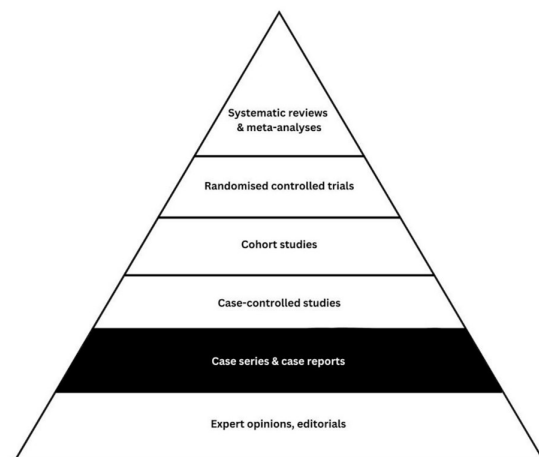 Systematic reviews
& meta-analyses
Randomised controlled trials
Cohort studies
Case-controlled studies
Case series & case reports
Expert opinions, editorials